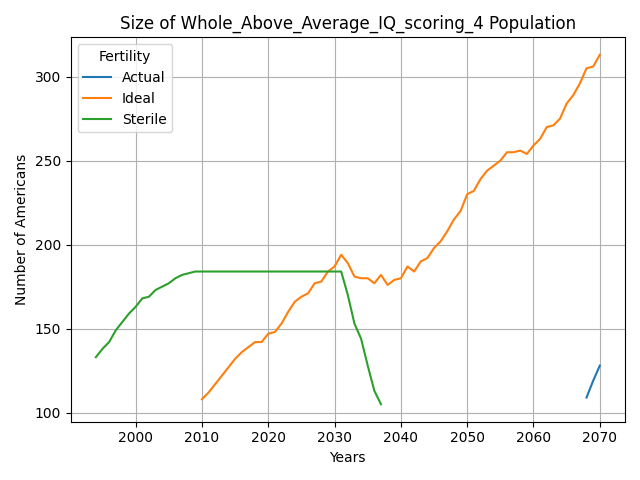 Size of Whole_Above_Average_IQ_scoring_4 Population
Fertility
Actual
Ideal
Sterile
Number of Americans
300
250
200
150
100
2000 2010 2020 2030 2040 2050 2060 2070
Years